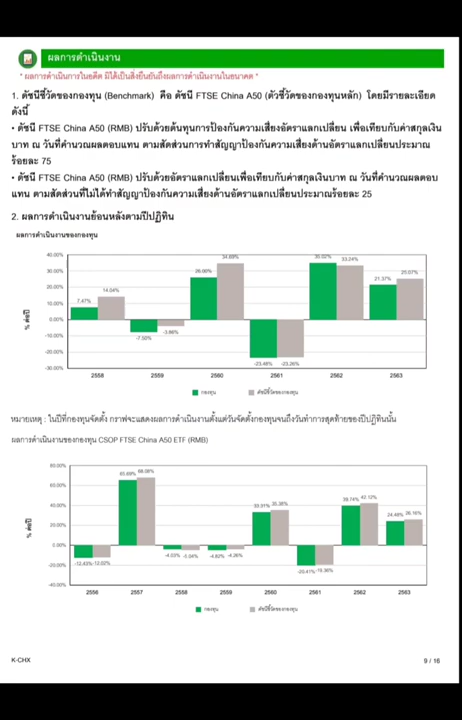 ผลการดำเนินงาน
* ผลการดำเนินการในอดีต มิได้เป็นสิ่งยืนยันถึงผลการดำเนินงานในอนาคต *
1. ดัชนีชี้วัดของกองทุน (Benchmark) คือ ดัชนี FTSE China A50 (ตัวชี้วัดของกองทุนหลัก) โดยมีรายละเอียด
ดังนี้
• ดัชนี FTSE China A50 (RMB) ปรับด้วยต้นทุนการป้องกันความเสี่ยงอัตราแลกเปลี่ยน เพื่อเทียบกับค่าสกุลเงิน
บาท ณ วันที่คำนวณผลตอบแทน ตามสัดส่วนการทำสัญญาป้องกันความเสี่ยงด้านอัตราแลกเปลี่ยนประมาณ
ร้อยละ 75
• ดัชนี FTSE China A50 (RMB) ปรับด้วยอัตราแลกเปลี่ยนเพื่อเทียบกับค่าสกุลเงินบาท ณ วันที่คำนวณผลตอบ
แทน ตามสัดส่วนที่ไม่ได้ทำสัญญาป้องกันความเสี่ยงด้านอัตราแลกเปลี่ยนประมาณร้อยละ 25
2. ผลการดำเนินงานย้อนหลังตามปีปฏิทิน
ผลการดำเนินงานของกองทุน
% ต่อปี
40.00%
30.00%
20.00%
10.00%
0.00%
-10.00%
-20.00%
-30.00%
7.47% 14.04%
-7.50% -3.86%
34.69%
-23.48% -23.26%
35.02% 33.24%
21.37% 25.07%
2558 2559 2560 2561 2562 2563
กองทุน ดัชนีชี้วัดของกองทุน
หมายเหตุ : ในปีที่กองทุนจัดตั้ง กราฟจะแสดงผลการดำเนินงานตั้งแต่วันจัดตั้งกองทุนจนถึงวันทำการสุดท้ายของปีปฏิทินนั้น
ผลการดำเนินงานของกองทุน CSOP FTSE China A50 ETF (RMB)
% ต่อปี
80.00%
60.00%
40.00%
20.00%
0.00%
-20.00%
-40.00%
-12.43% -12.02%
65.69% 68.08%
-4.03% -5.04%
-4.82% -4.26%
33.31% 35.38%
-20.41% -19.36%
39.74% 42.12%
24.49% 26.16%
2556 2557 2558 2559 2560 2561 2562 2563
กองทุน ดัชนีชี้วัดของกองทุน
K-CHX 9 / 16